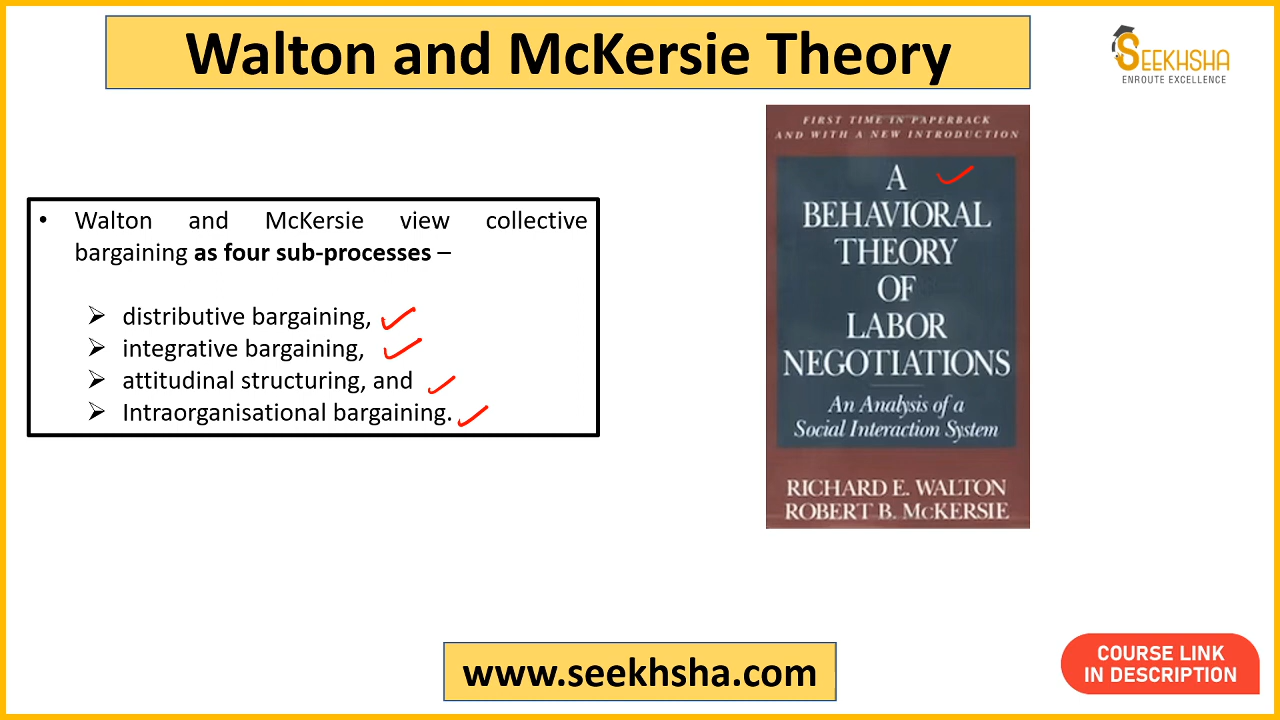 Walton and McKersie Theory
SEEKHSHA
ENROUTE EXCELLENCE
• Walton and McKersie view collective
bargaining as four sub-processes –
➢ distributive bargaining,
➢ integrative bargaining,
➢ attitudinal structuring, and
➢ Intraorganisational bargaining.
FIRST TIME IN PAPERBACK
AND WITH A NEW INTRODUCTION
A
BEHAVIORAL
THEORY
OF
LABOR
NEGOTIATIONS
An Analysis of a
Social Interaction System
RICHARD E. WALTON
ROBERT B. McKERSIE
www.seekhsha.com
COURSE LINK
IN DESCRIPTION